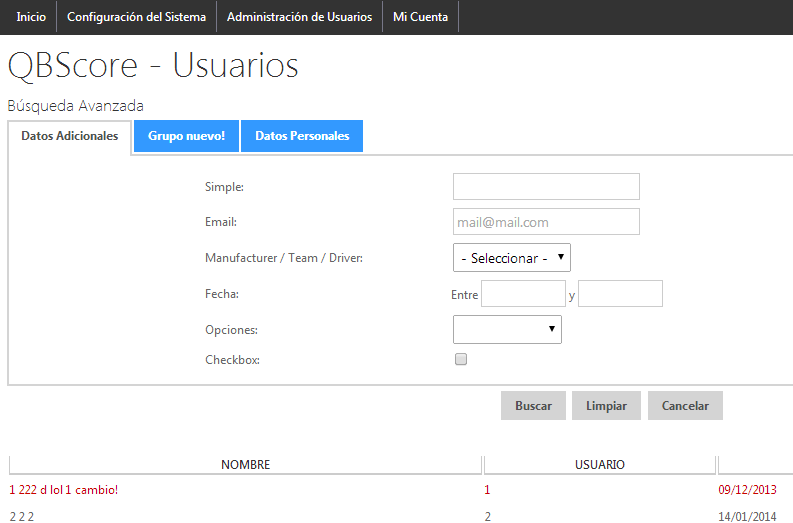 Inicio Configuración del Sistema Administración de Usuarios Mi Cuenta
QBScore - Usuarios
Búsqueda Avanzada
Datos Adicionales Grupo nuevo! Datos Personales
Simple:
Email: mail@mail.com
Manufacturer / Team / Driver: - Seleccionar -
Fecha: Entre y
Opciones:
Checkbox:
Buscar Limpiar Cancelar
NOMBRE USUARIO
1 222 d lol 1 cambio! 1 09/12/2013
2 2 2 2 14/01/2014